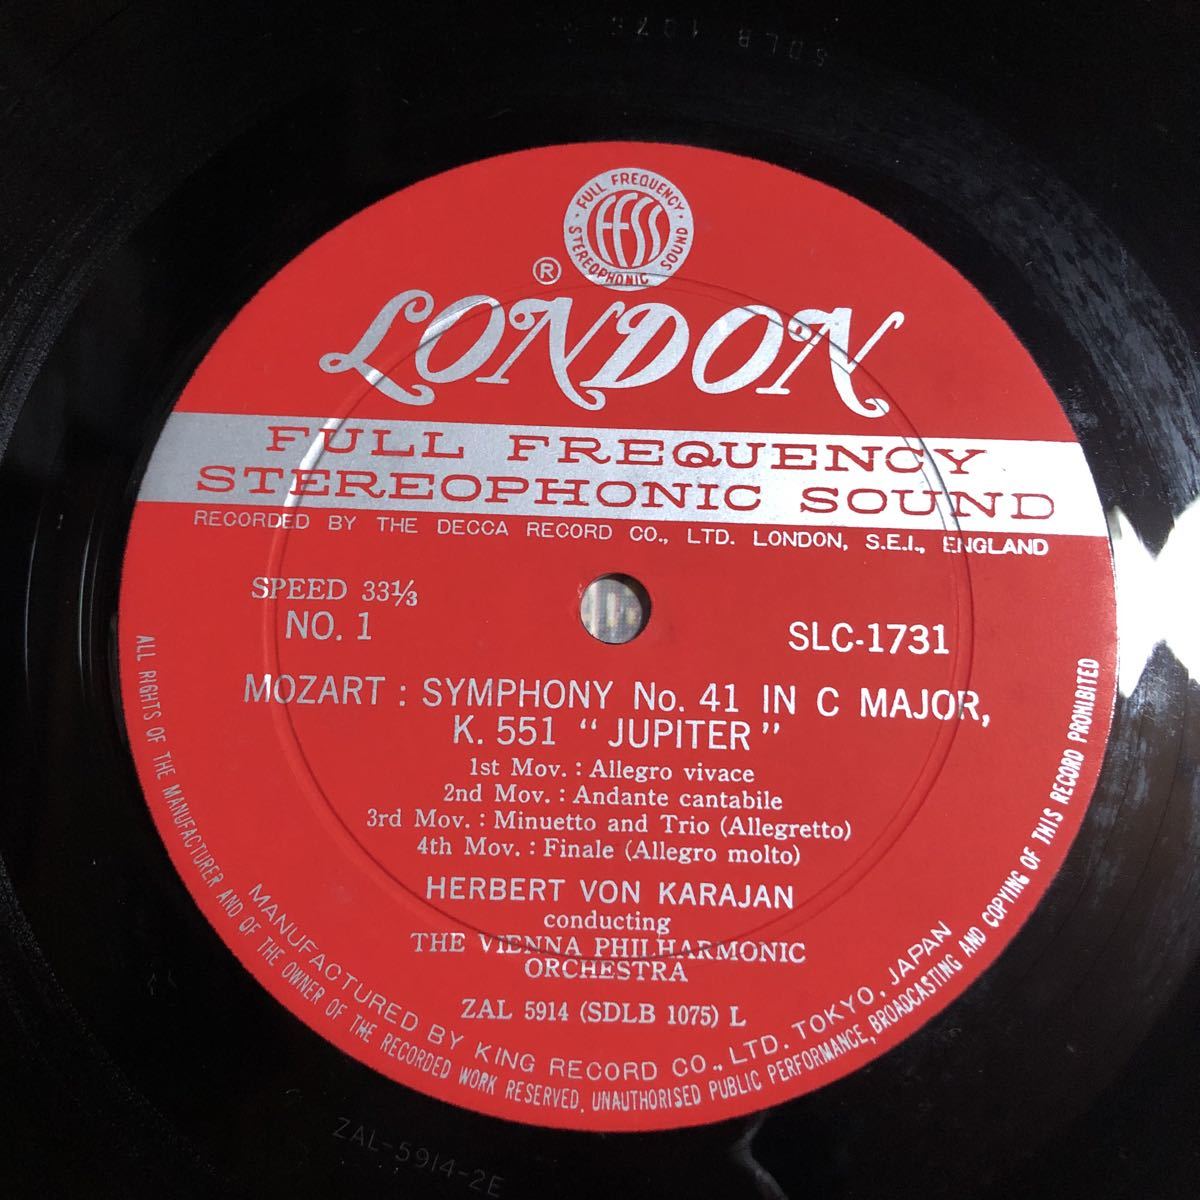 FULL FREQUENCY
STEREOPHONIC SOUND
®
LONDON
FULL FREQUENCY
STEREOPHONIC SOUND
RECORDED BY THE DECCA RECORD CO., LTD. LONDON, S.E.I., ENGLAND
SPEED 33⅓
NO. 1
SLC-1731
MOZART : SYMPHONY No. 41 IN C MAJOR,
K. 551 “ JUPITER ”
1st Mov. : Allegro vivace
2nd Mov. : Andante cantabile
3rd Mov. : Minuetto and Trio (Allegretto)
4th Mov. : Finale (Allegro molto)
HERBERT VON KARAJAN
conducting
THE VIENNA PHILHARMONIC
ORCHESTRA
ZAL 5914 (SDLB 1075) L
MANUFACTURED BY KING RECORD CO., LTD. TOKYO, JAPAN
ALL RIGHTS OF THE MANUFACTURER AND OF THE OWNER OF THE RECORDED WORK RESERVED. UNAUTHORISED PUBLIC PERFORMANCE, BROADCASTING AND COPYING OF THIS RECORD PROHIBITED
ZAL-5914-2E